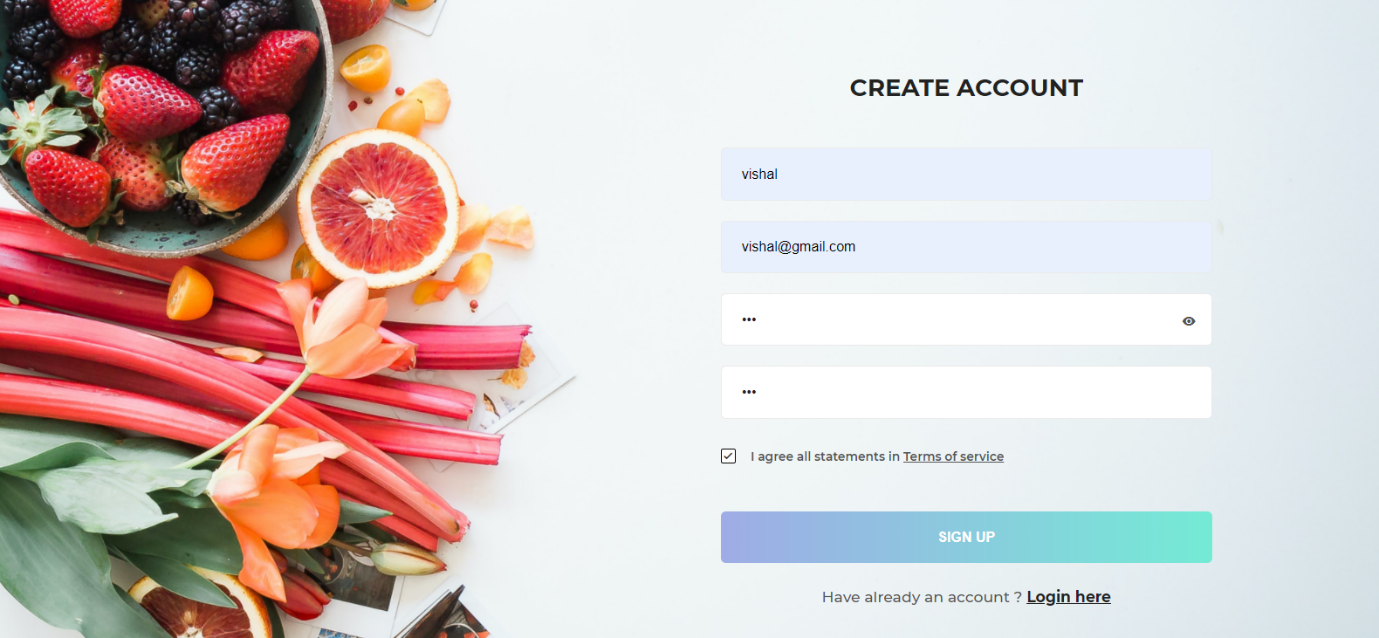 CREATE ACCOUNT
vishal
vishal@gmail.com
•••
•••
I agree all statements in Terms of service
SIGN UP
Have already an account ? Login here